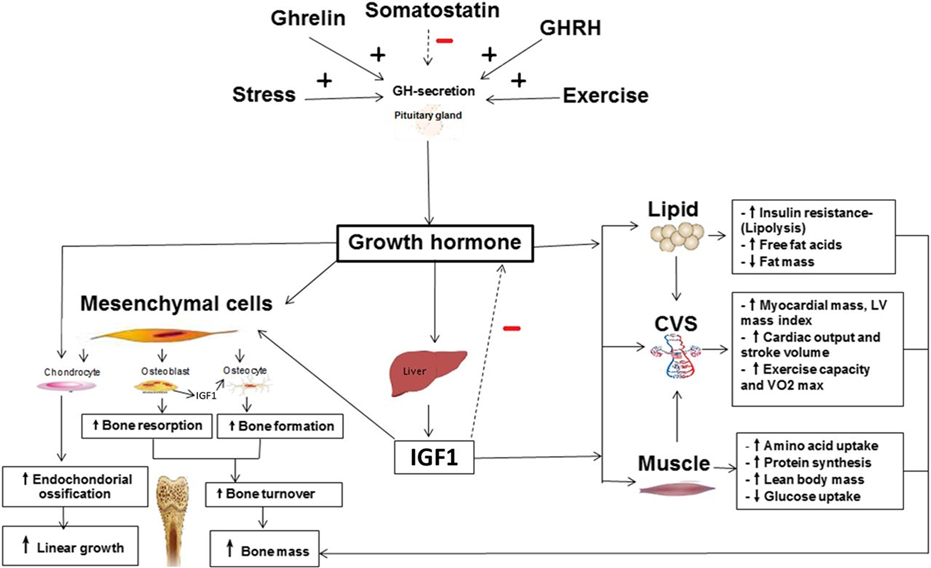 Somatostatin
Ghrelin
GHRH
+
−
+
Stress
+
GH-secretion
+
Exercise
Pituitary gland
Growth hormone
Lipid
- ↑ Insulin resistance-
(Lipolysis)
- ↑ Free fat acids
- ↓ Fat mass
Mesenchymal cells
−
CVS
- ↑ Myocardial mass, LV
mass index
- ↑ Cardiac output and
stroke volume
- ↑ Exercise capacity
and VO2 max
Chondrocyte
Osteoblast
Osteocyte
IGF1
Liver
↑ Bone resorption
↑ Bone formation
IGF1
Muscle
- ↑ Amino acid uptake
- ↑ Protein synthesis
- ↑ Lean body mass
- ↓ Glucose uptake
↑ Endochondorial
ossification
↑ Bone turnover
↑ Linear growth
↑ Bone mass